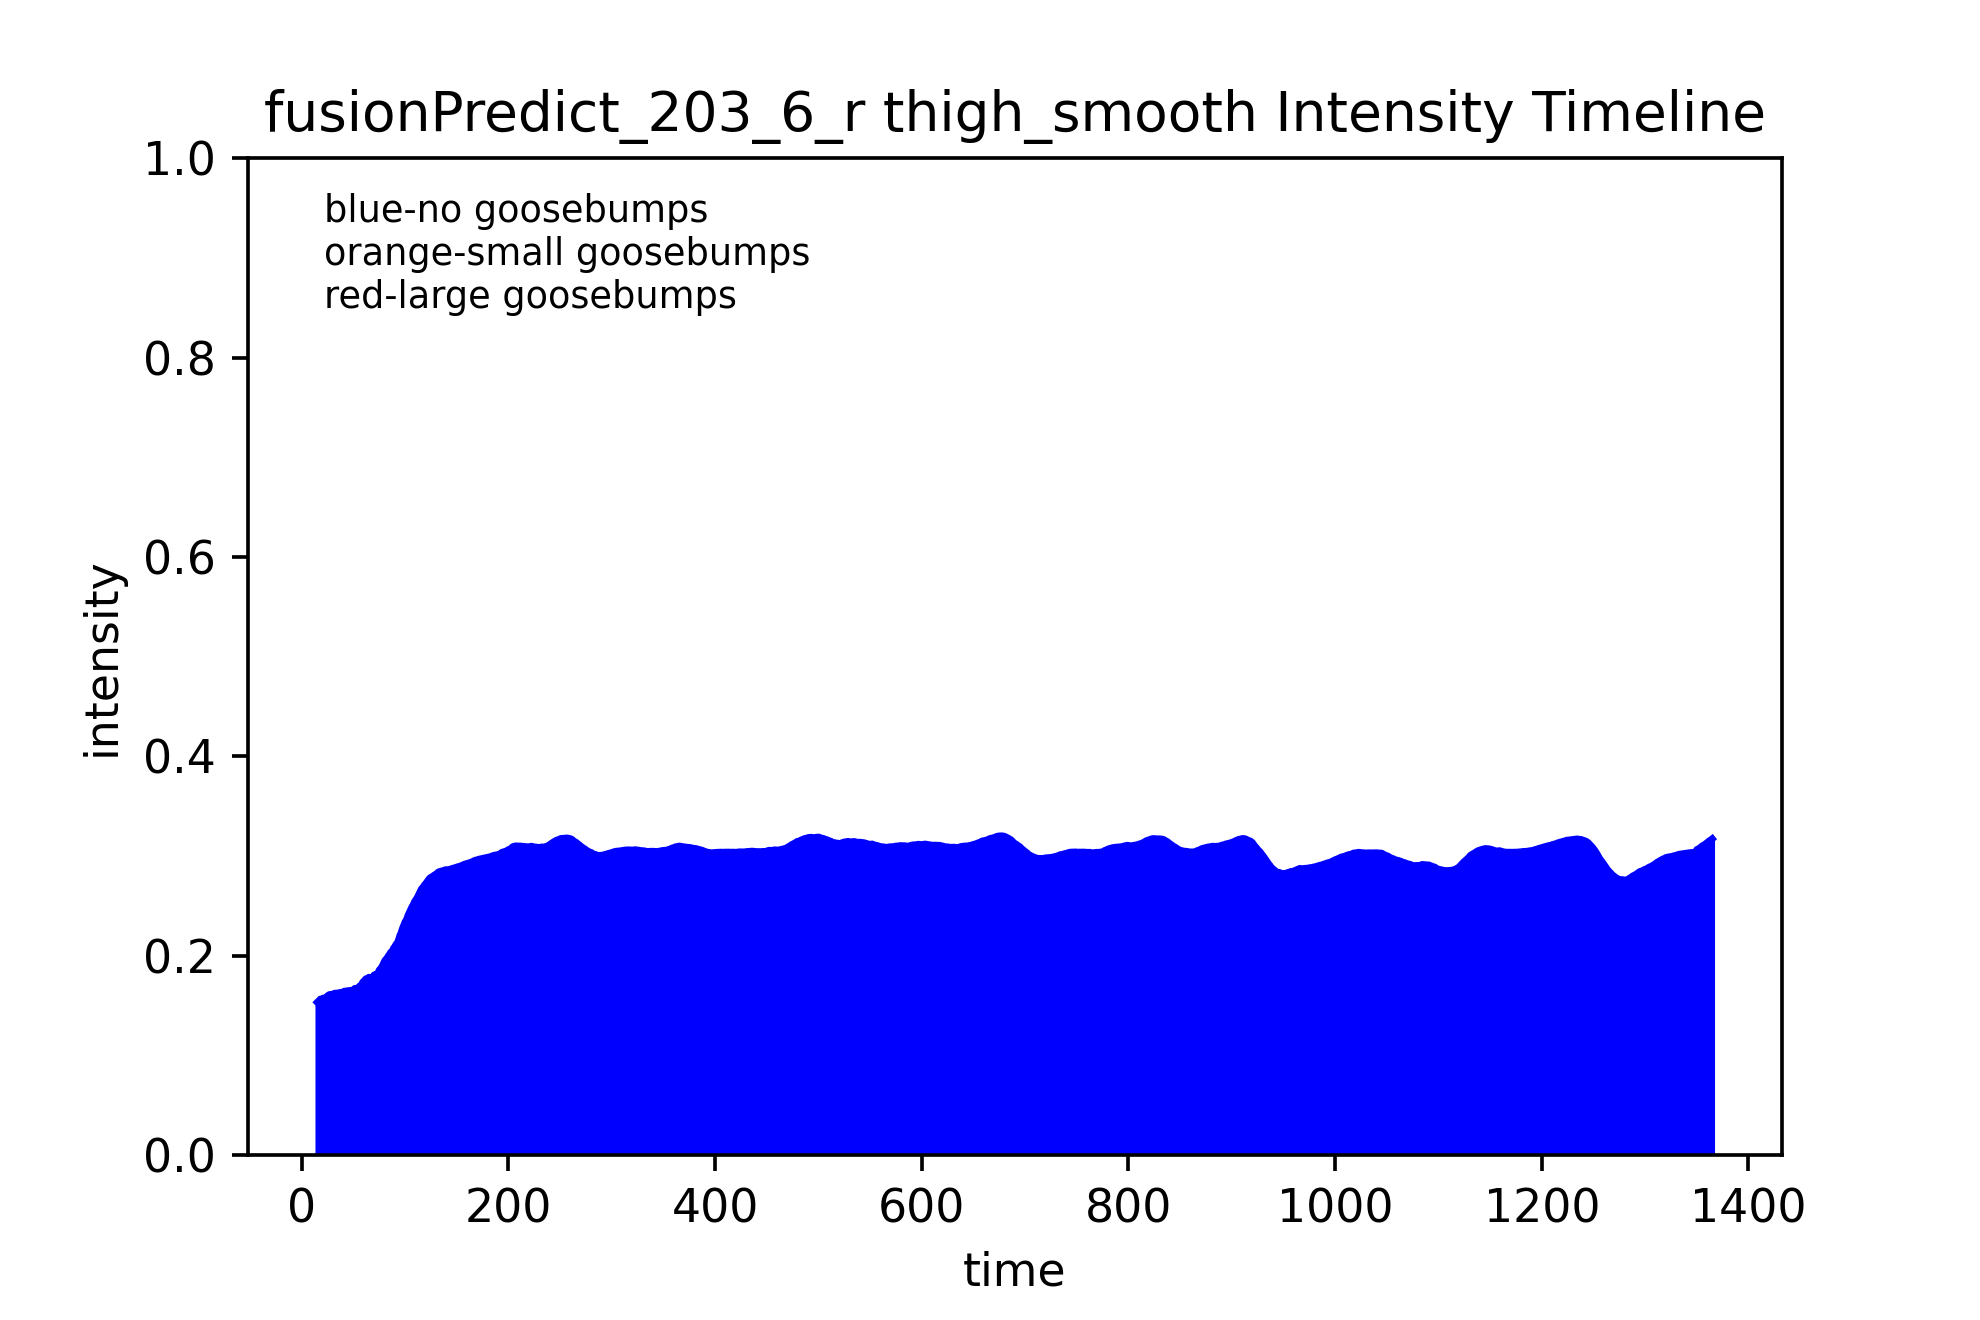 fusionPredict_203_6_r thigh_smooth Intensity Timeline
1.0
blue-no goosebumps
orange-small goosebumps
red-large goosebumps
0.8
0.6
intensity
0.4
0.2
0.0
0 200 400 600 800 1000 1200 1400
time